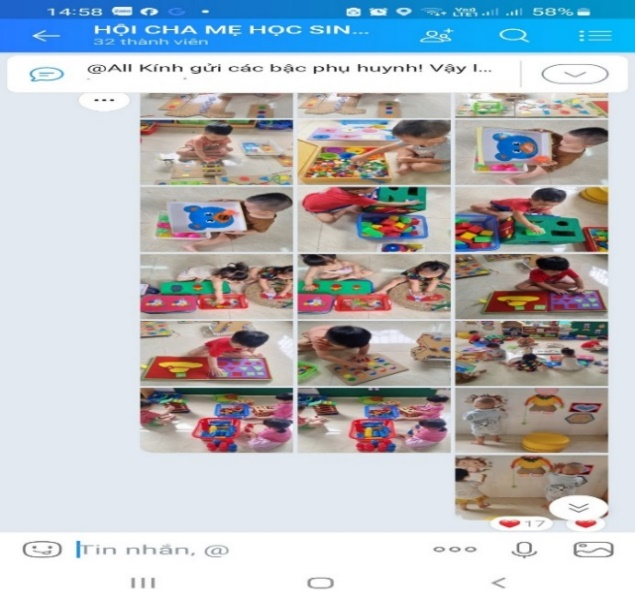 14:58
58%
HỘI CHA MẸ HỌC SIN...
32 thành viên
@All Kính gửi các bậc phụ huynh! Vậy l...
17
Tin nhắn, @